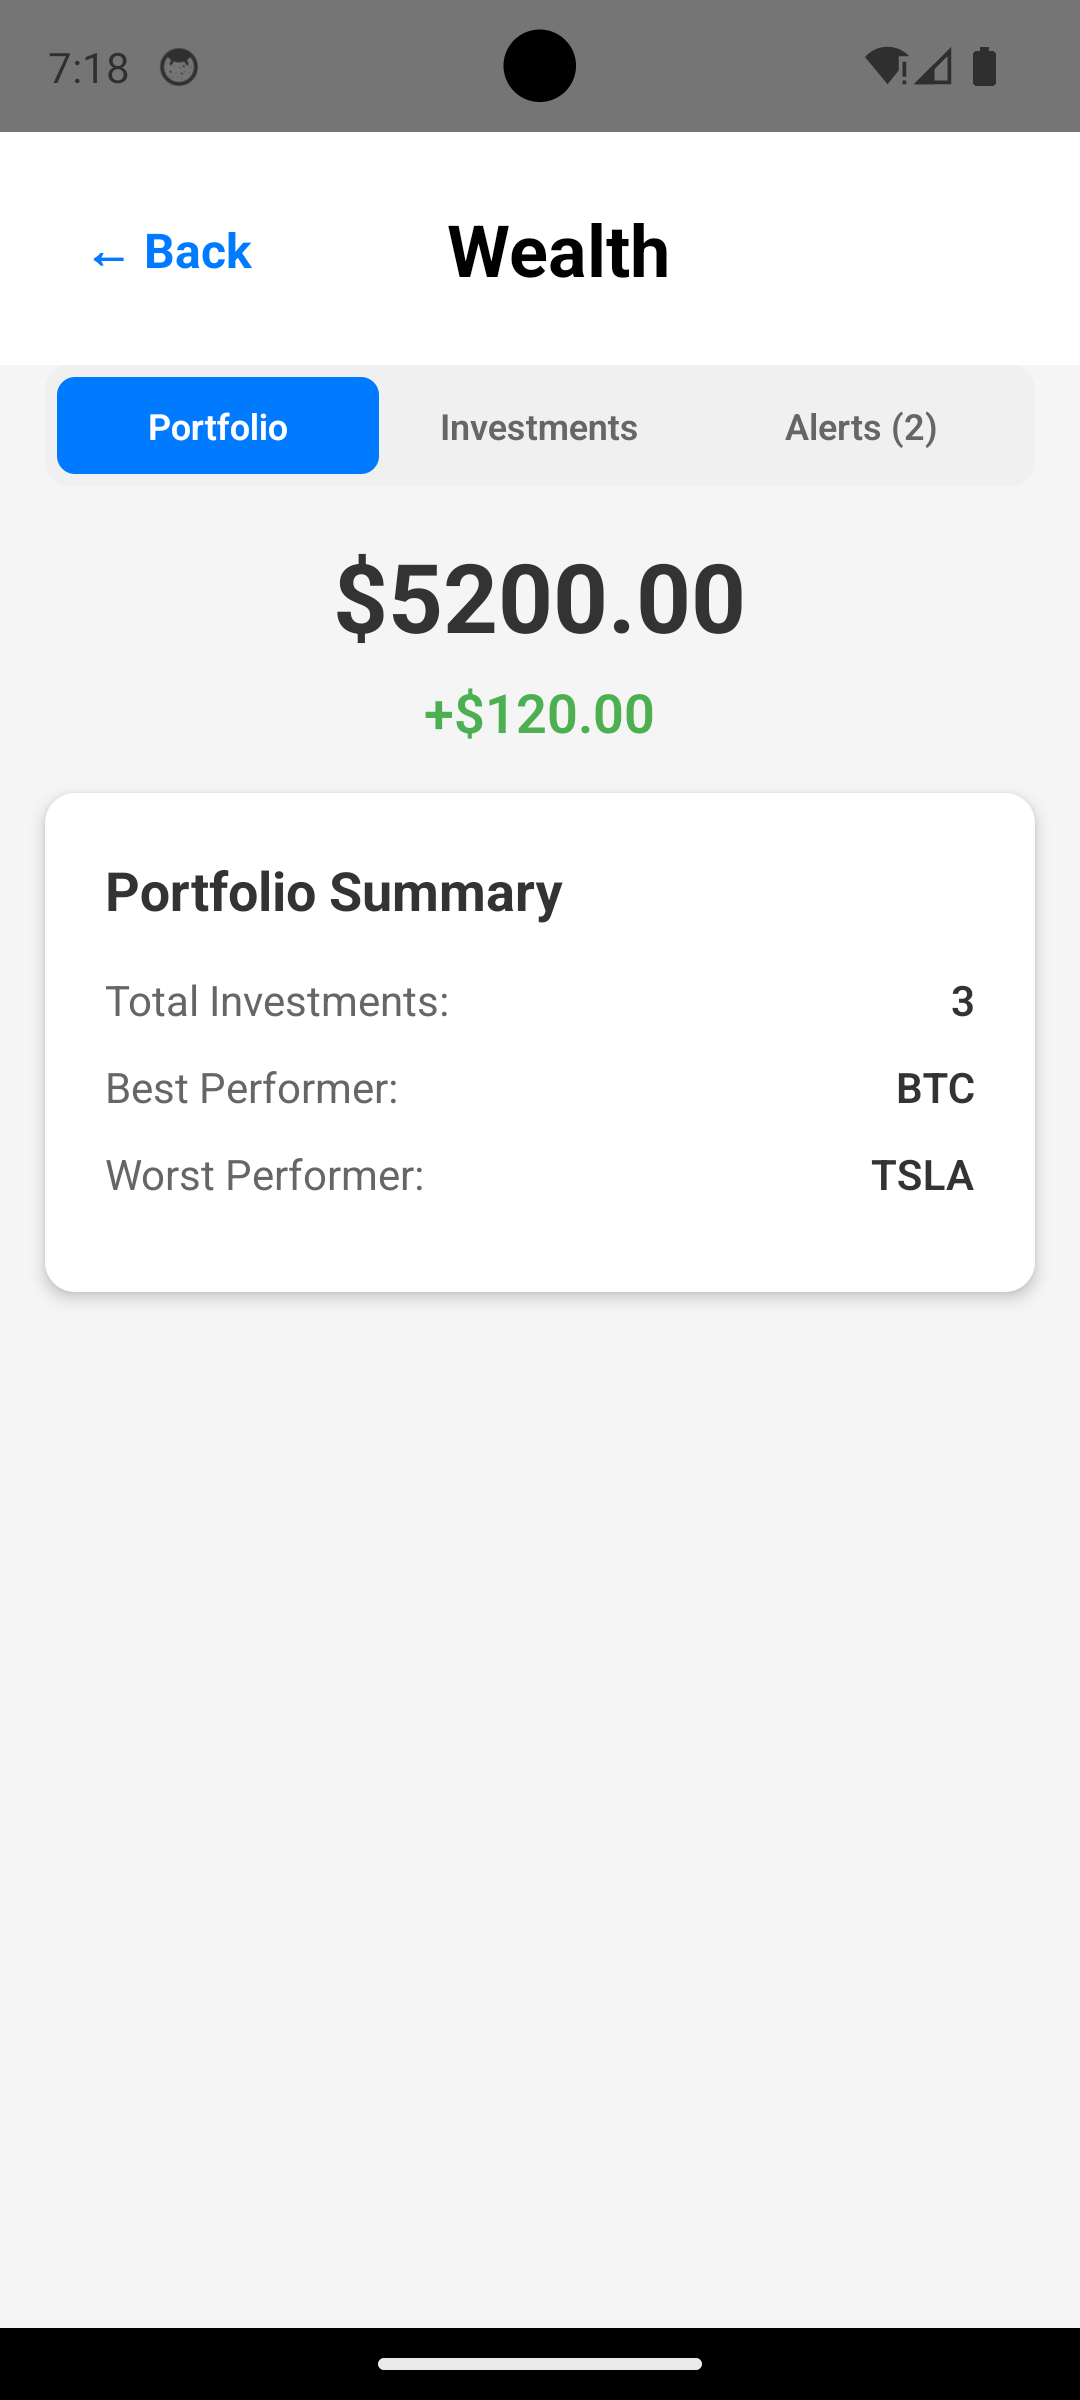 7:18
← Back
Wealth
Portfolio
Investments
Alerts (2)
$5200.00
+$120.00
Portfolio Summary
Total Investments: 3
Best Performer: BTC
Worst Performer: TSLA